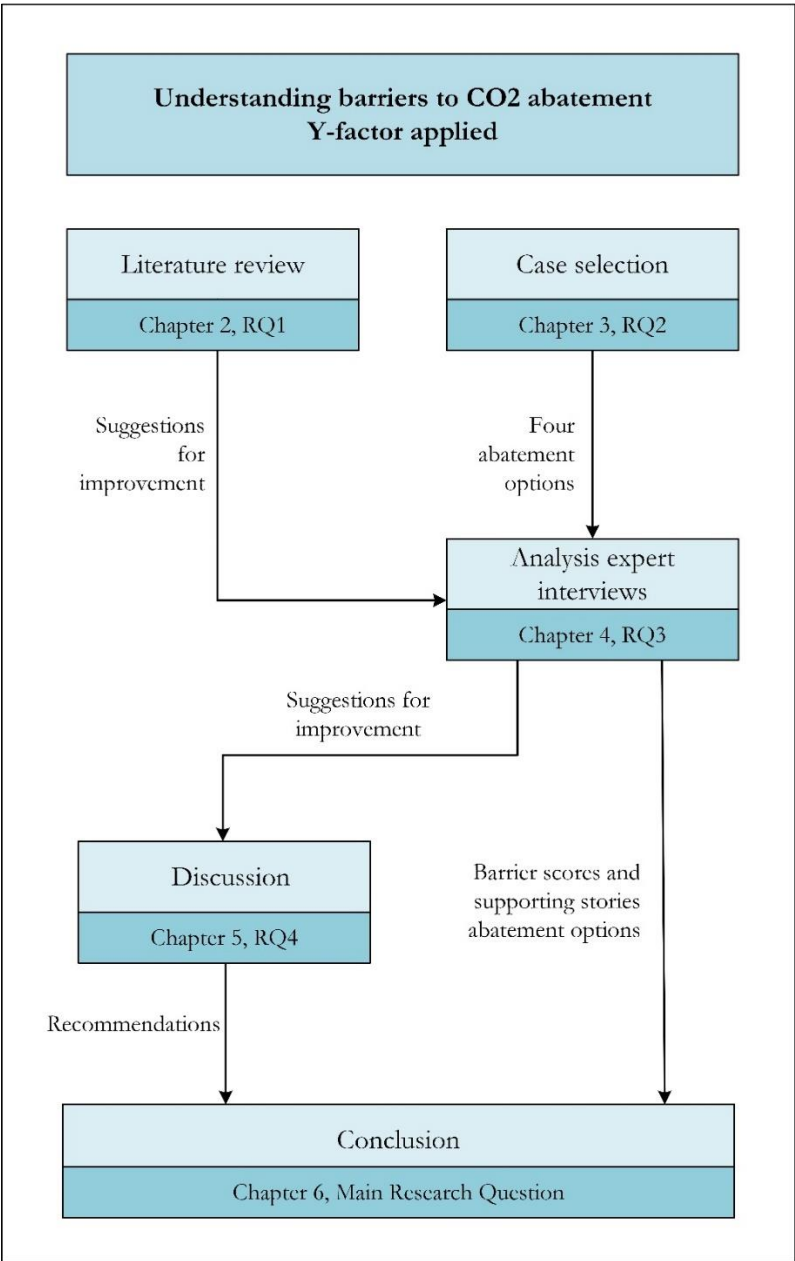 Understanding barriers to CO2 abatement
Y-factor applied
Literature review
Chapter 2, RQ1
Case selection
Chapter 3, RQ2
Suggestions
for
improvement
Four
abatement
options
Analysis expert
interviews
Chapter 4, RQ3
Suggestions for
improvement
Discussion
Chapter 5, RQ4
Barrier scores and
supporting stories
abatement options
Recommendations
Conclusion
Chapter 6, Main Research Question